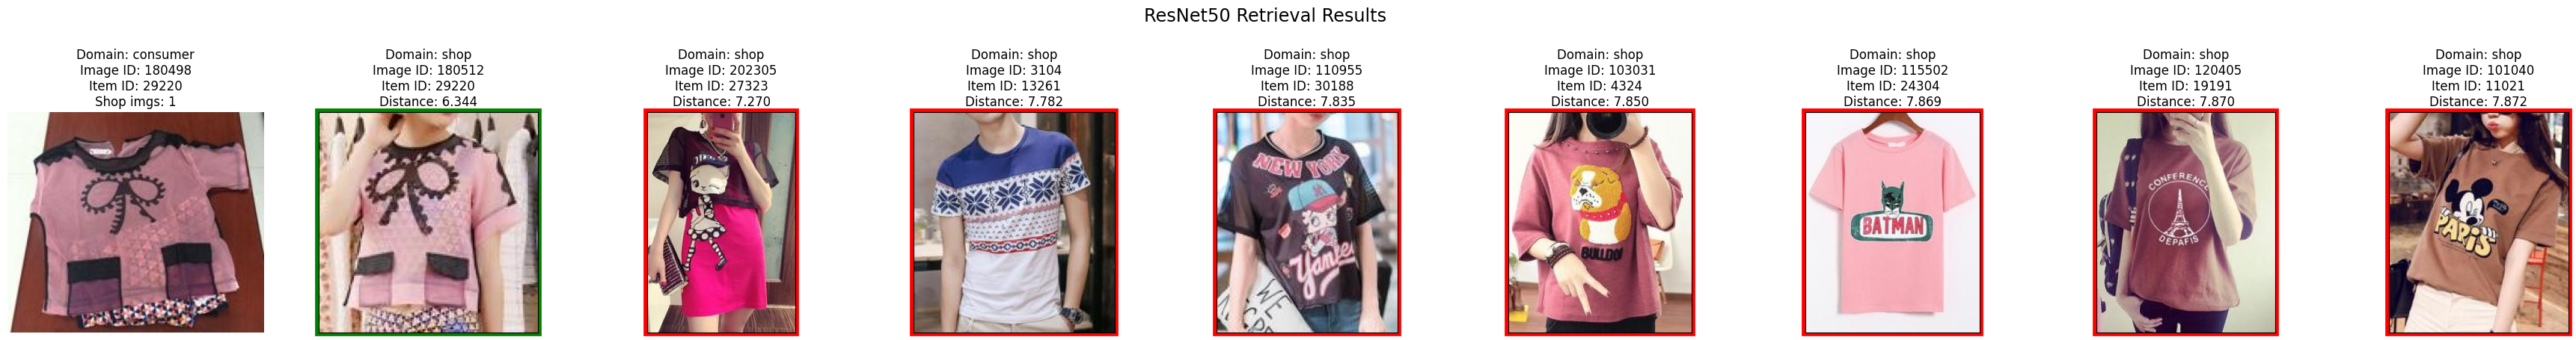 ResNet50 Retrieval Results
Domain: consumer
Image ID: 180498
Item ID: 29220
Shop imgs: 1
Domain: shop
Image ID: 180512
Item ID: 29220
Distance: 6.344
Domain: shop
Image ID: 202305
Item ID: 27323
Distance: 7.270
Domain: shop
Image ID: 3104
Item ID: 13261
Distance: 7.782
Domain: shop
Image ID: 110955
Item ID: 30188
Distance: 7.835
NEW YORK
Domain: shop
Image ID: 103031
Item ID: 4324
Distance: 7.850
Domain: shop
Image ID: 115502
Item ID: 24304
Distance: 7.869
BATMAN
Domain: shop
Image ID: 120405
Item ID: 19191
Distance: 7.870
CONFERENC
DEPAFIS
Domain: shop
Image ID: 101040
Item ID: 11021
Distance: 7.872
PARIS